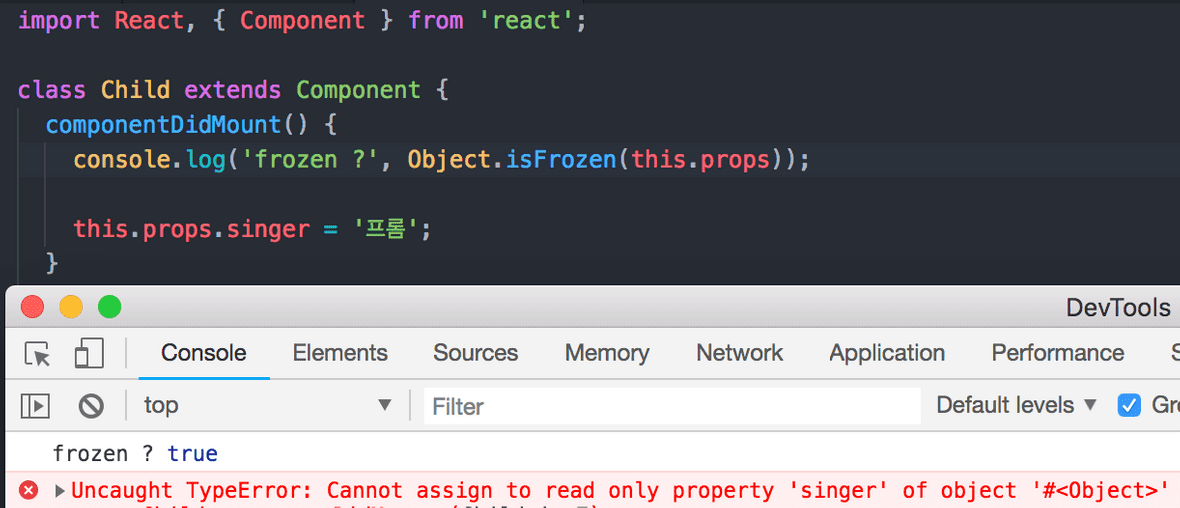 import React, { Component } from 'react';
class Child extends Component {
componentDidMount() {
console.log('frozen ?', Object.isFrozen(this.props));
this.props.singer = '프롬';
}
DevTools
Console Elements Sources Memory Network Application Performance
top Filter Default levels
frozen ? true
Uncaught TypeError: Cannot assign to read only property 'singer' of object '#<Object>'